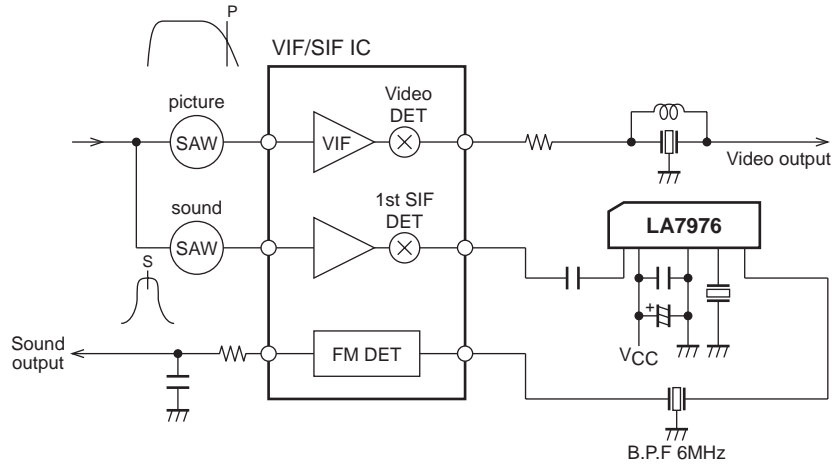 P
VIF/SIF IC
picture
SAW
VIF
Video
DET
Video output
sound
SAW
1st SIF
DET
LA7976
S
+
VCC
Sound
output
FM DET
B.P.F 6MHz